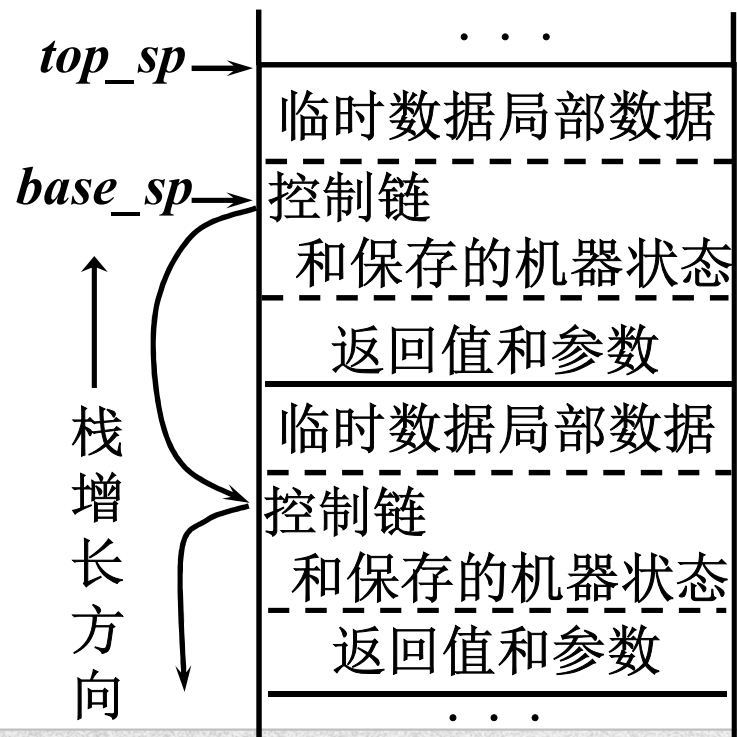 . . .
top_sp
临时数据局部数据
base_sp
控制链
和保存的机器状态
返回值和参数
临时数据局部数据
控制链
和保存的机器状态
返回值和参数
. . .
栈增长方向